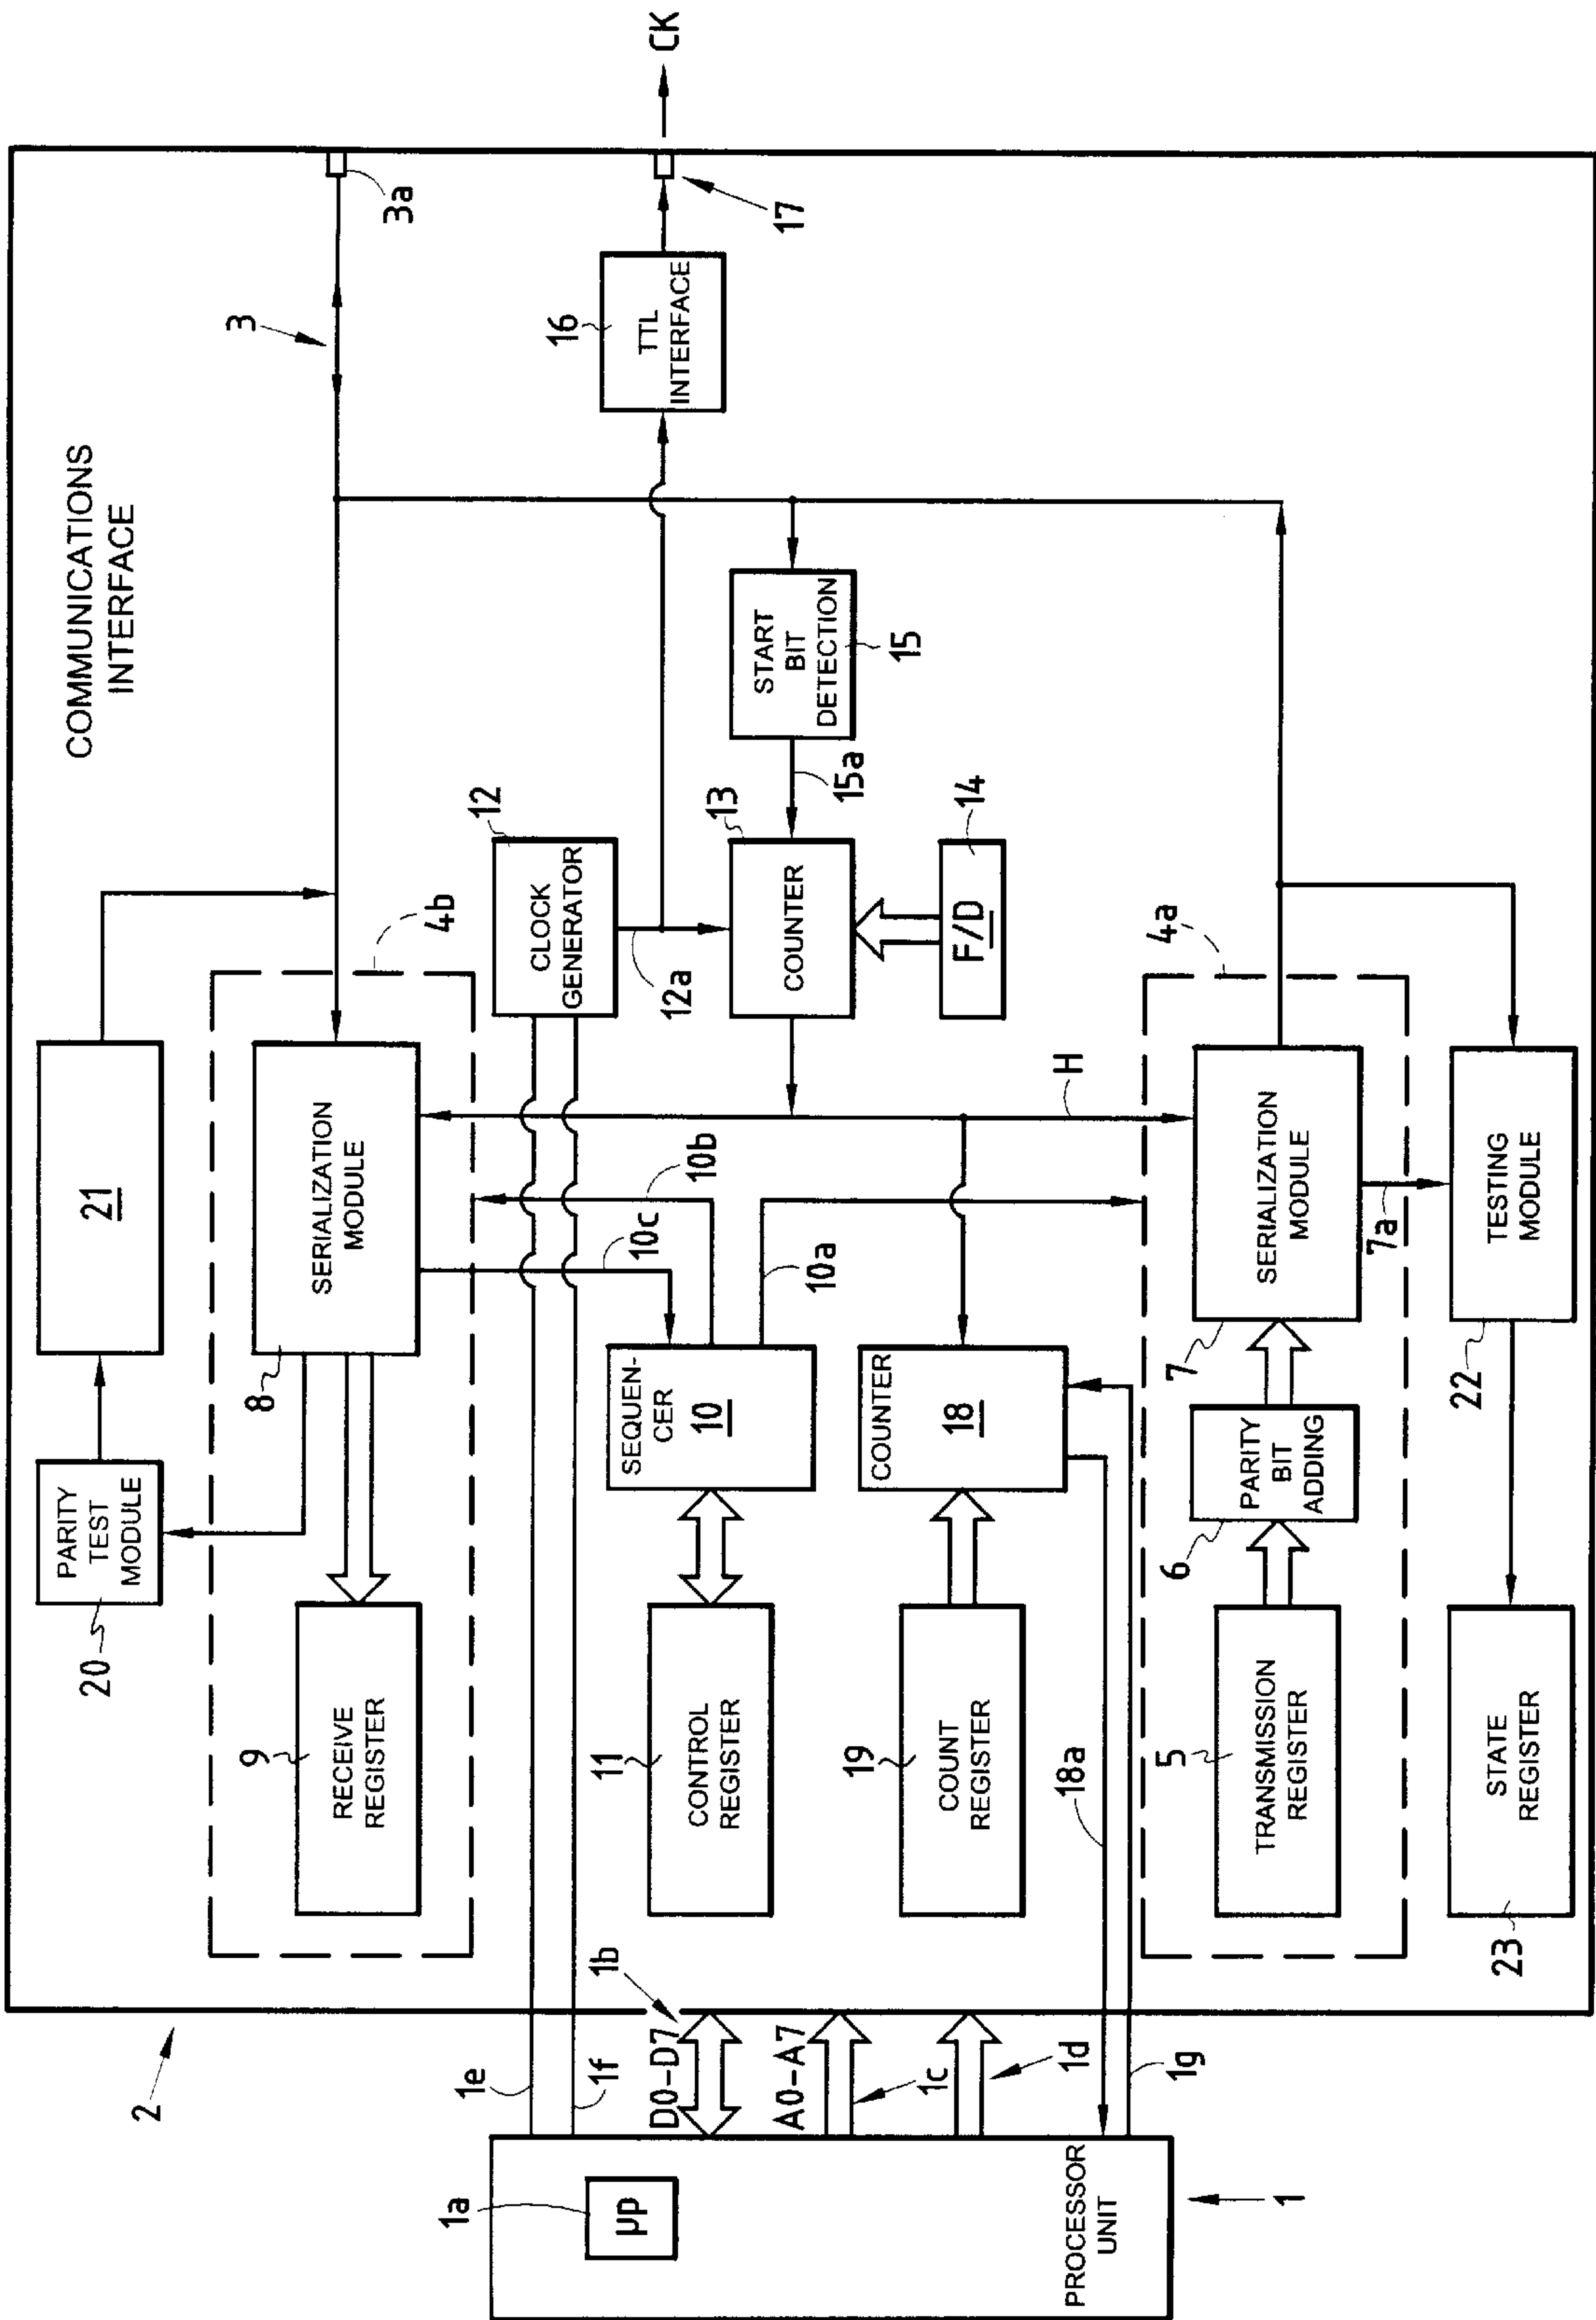 COMMUNICATIONS
INTERFACE
2
3
3a
CK
17
16
TTL
INTERFACE
21
20
PARITY
TEST
MODULE
4b
8
SERIALIZATION
MODULE
9
RECEIVE
REGISTER
12
CLOCK
GENERATOR
12a
13
COUNTER
15a
START
BIT
DETECTION
15
14
F/D
H
10b
10c
10a
SEQUEN-
CER
10
11
CONTROL
REGISTER
COUNTER
18
19
COUNT
REGISTER
18a
4a
7
SERIALIZATION
MODULE
7a
6
PARITY
BIT
ADDING
5
TRANSMISSION
REGISTER
22
TESTING
MODULE
23
STATE
REGISTER
1e
1f
1b
D0-D7
A0-A7
1c
1d
1g
1a
µP
PROCESSOR
UNIT
1